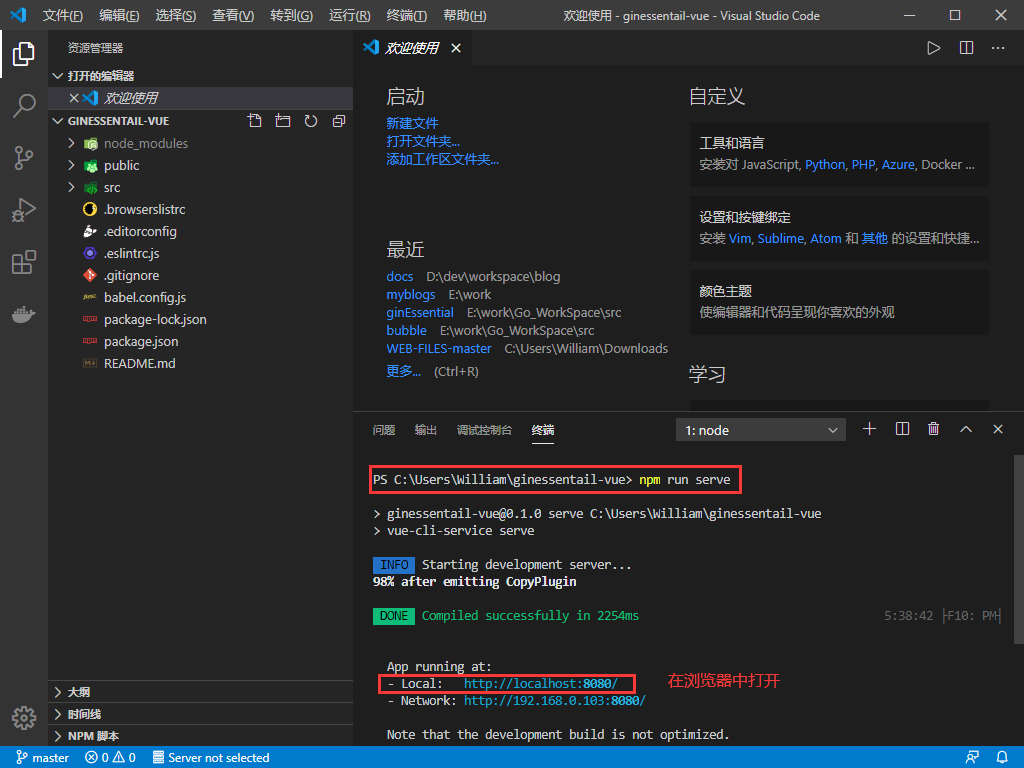 文件(F) 编辑(E) 选择(S) 查看(V) 转到(G) 运行(R) 终端(T) 帮助(H) 欢迎使用 - ginessentail-vue - Visual Studio Code
资源管理器
打开的编辑器
欢迎使用
GINESSENTAIL-VUE
node_modules
public
src
.browserslistrc
.editorconfig
.eslintrc.js
.gitignore
babel.config.js
package-lock.json
package.json
README.md
大纲
时间线
NPM 脚本
欢迎使用
启动
新建文件
打开文件夹...
添加工作区文件夹...
最近
docs D:\dev\workspace\blog
myblogs E:\work
ginEssential E:\work\Go_WorkSpace\src
bubble E:\work\Go_WorkSpace\src
WEB-FILES-master C:\Users\William\Downloads
更多... (Ctrl+R)
自定义
工具和语言
安装对 JavaScript, Python, PHP, Azure, Docker ...
设置和按键绑定
安装 Vim, Sublime, Atom 和 其他 的设置和快捷...
颜色主题
使编辑器和代码呈现你喜欢的外观
学习
问题 输出 调试控制台 终端 1: node
PS C:\Users\William\ginessentail-vue> npm run serve
> ginessentail-vue@0.1.0 serve C:\Users\William\ginessentail-vue
> vue-cli-service serve
INFO Starting development server...
98% after emitting CopyPlugin
DONE Compiled successfully in 2254ms 5:38:42 ├F10: PM┤
App running at:
- Local: http://localhost:8080/ 在浏览器中打开
- Network: http://192.168.0.103:8080/
Note that the development build is not optimized.
master 0 0 Server not selected